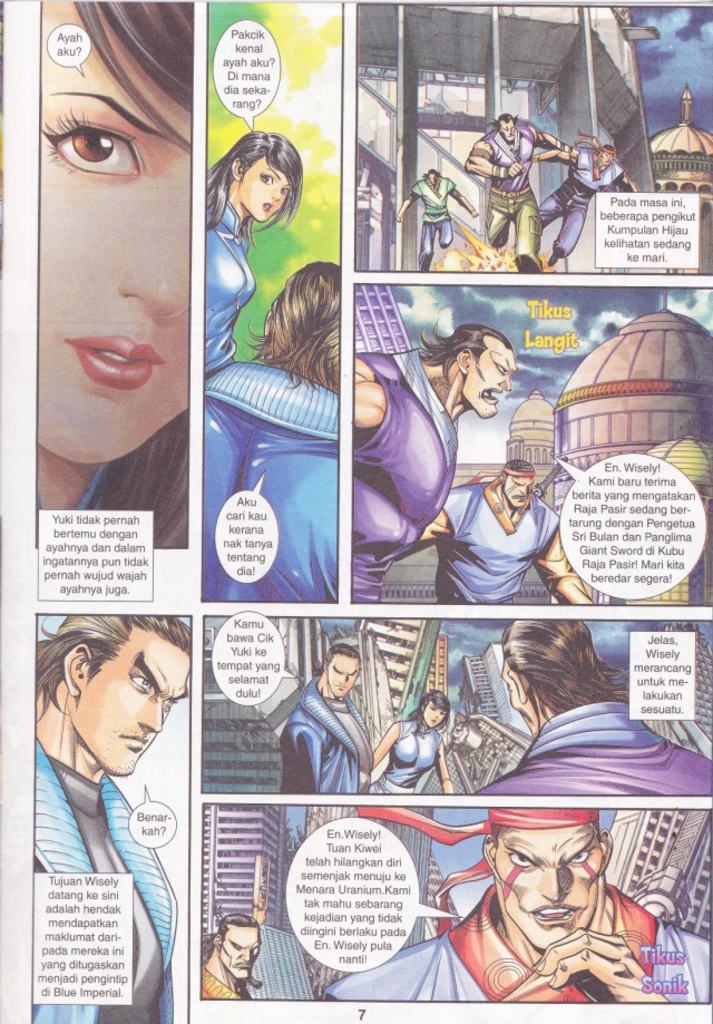 Ayah
aku?
Yuki tidak pernah
bertemu dengan
ayahnya dan dalam
ingatannya pun tidak
pernah wujud wajah
ayahnya juga.
Pakcik
kenal
ayah aku?
Di mana
dia seka-
rang?
Aku
cari kau
kerana
nak tanya
tentang
dia!
Pada masa ini,
beberapa pengikut
Kumpulan Hijau
kelihatan sedang
ke mari.
Tikus
Langit
En. Wisely!
Kami baru terima
berita yang mengatakan
Raja Pasir sedang ber-
tarung dengan Pengetua
Sri Bulan dan Panglima
Giant Sword di Kubu
Raja Pasir! Mari kita
beredar segera!
Benar-
kah?
Tujuan Wisely
datang ke sini
adalah hendak
mendapatkan
maklumat dari-
pada mereka ini
yang ditugaskan
menjadi pengintip
di Blue Imperial.
Kamu
bawa Cik
Yuki ke
tempat yang
selamat
dulu!
Jelas,
Wisely
merancang
untuk me-
lakukan
sesuatu.
En.Wisely!
Tuan Kiwei
telah hilangkan diri
semenjak menuju ke
Menara Uranium.Kami
tak mahu sebarang
kejadian yang tidak
diingini berlaku pada
En. Wisely pula
nanti!
Tikus
Sonik
7